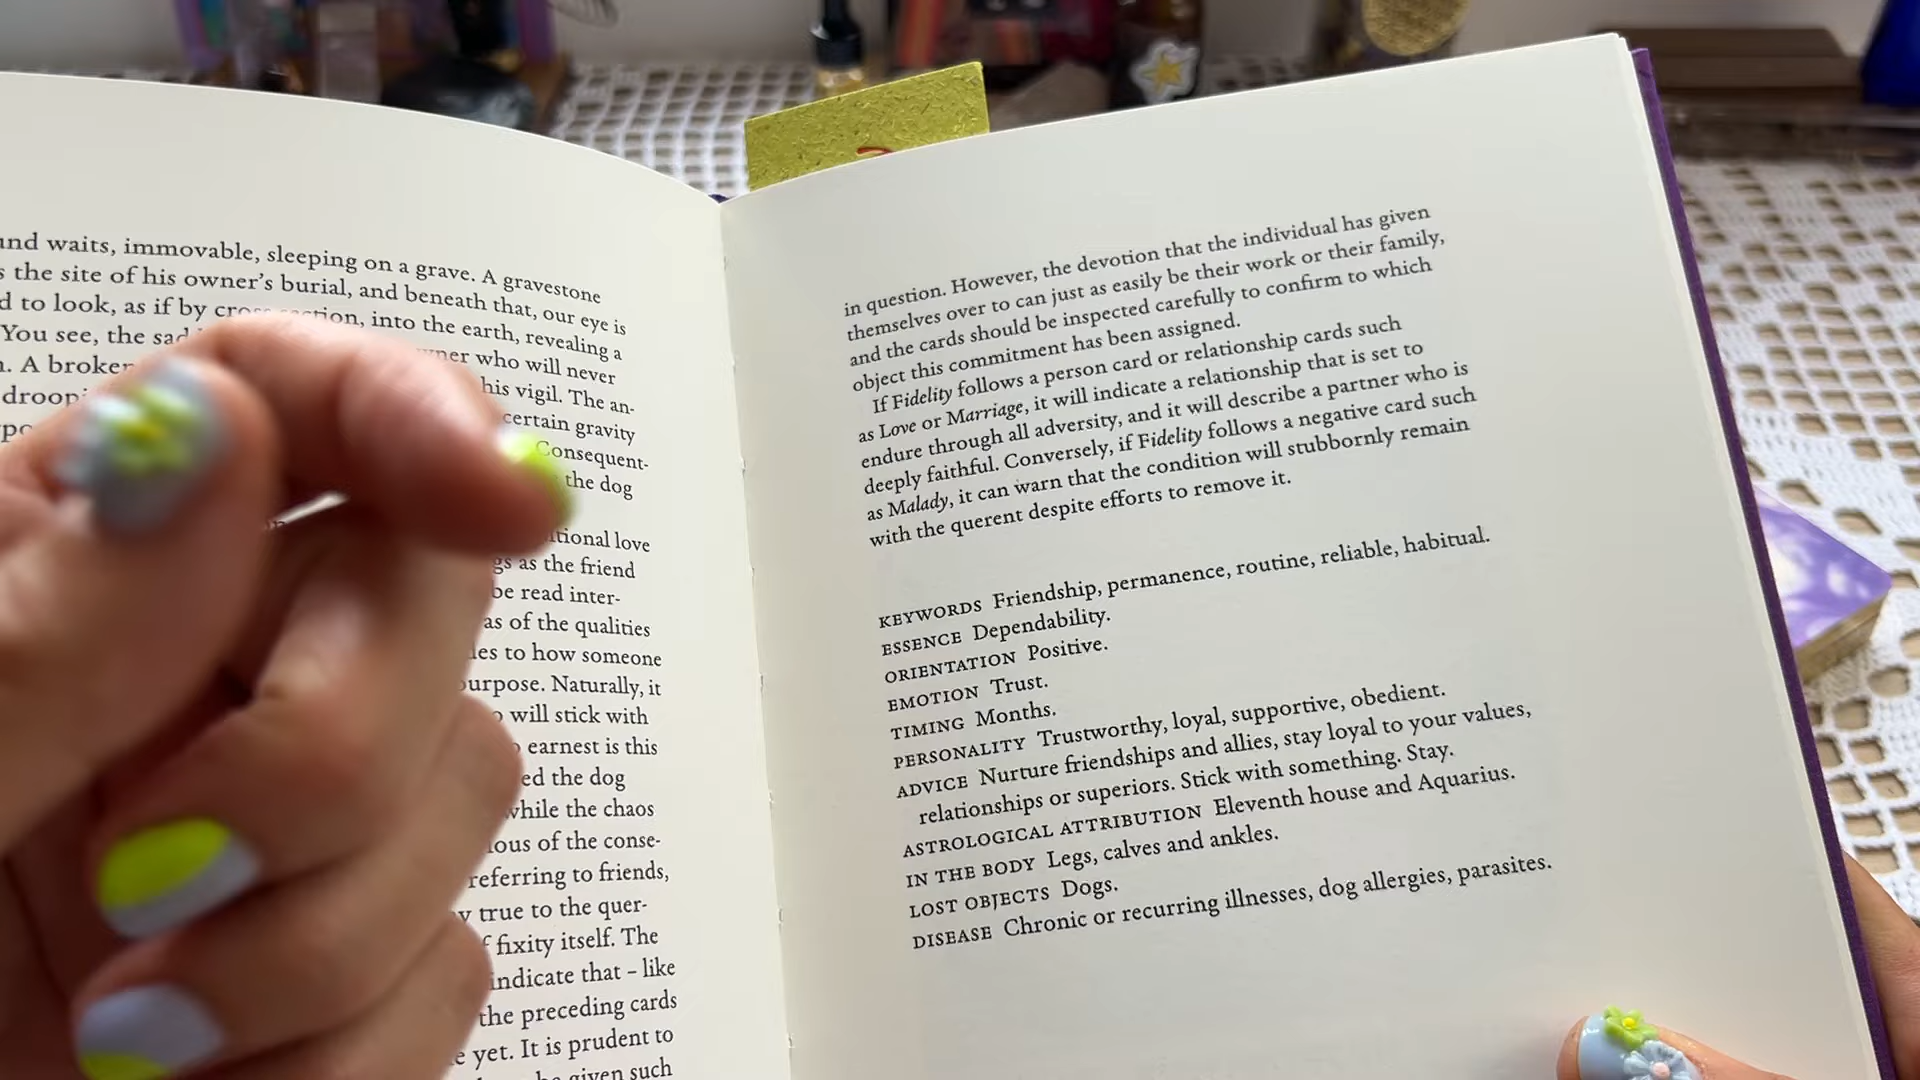 und waits, immovable, sleeping on a grave. A gravestone
the site of his owner's burial, and beneath that, our eye is
to look, as if by cross-section, into the earth, revealing a
You see, the sad owner who will never
A broken his vigil. The an-
certain gravity
Consequent-
the dog
love
as the friend
be read inter-
as of the qualities
to how someone
purpose. Naturally, it
will stick with
earnest is this
the dog
while the chaos
of the conse-
referring to friends,
true to the quer-
fixity itself. The
indicate that – like
the preceding cards
yet. It is prudent to
given such
in question. However, the devotion that the individual has given
themselves over to can just as easily be their work or their family,
and the cards should be inspected carefully to confirm to which
object this commitment has been assigned.
If Fidelity follows a person card or relationship cards such
as Love or Marriage, it will indicate a relationship that is set to
endure through all adversity, and it will describe a partner who is
deeply faithful. Conversely, if Fidelity follows a negative card such
as Malady, it can warn that the condition will stubbornly remain
with the querent despite efforts to remove it.
KEYWORDS Friendship, permanence, routine, reliable, habitual.
ESSENCE Dependability.
ORIENTATION Positive.
EMOTION Trust.
TIMING Months.
PERSONALITY Trustworthy, loyal, supportive, obedient.
ADVICE Nurture friendships and allies, stay loyal to your values,
relationships or superiors. Stick with something. Stay.
ASTROLOGICAL ATTRIBUTION Eleventh house and Aquarius.
IN THE BODY Legs, calves and ankles.
LOST OBJECTS Dogs.
DISEASE Chronic or recurring illnesses, dog allergies, parasites.